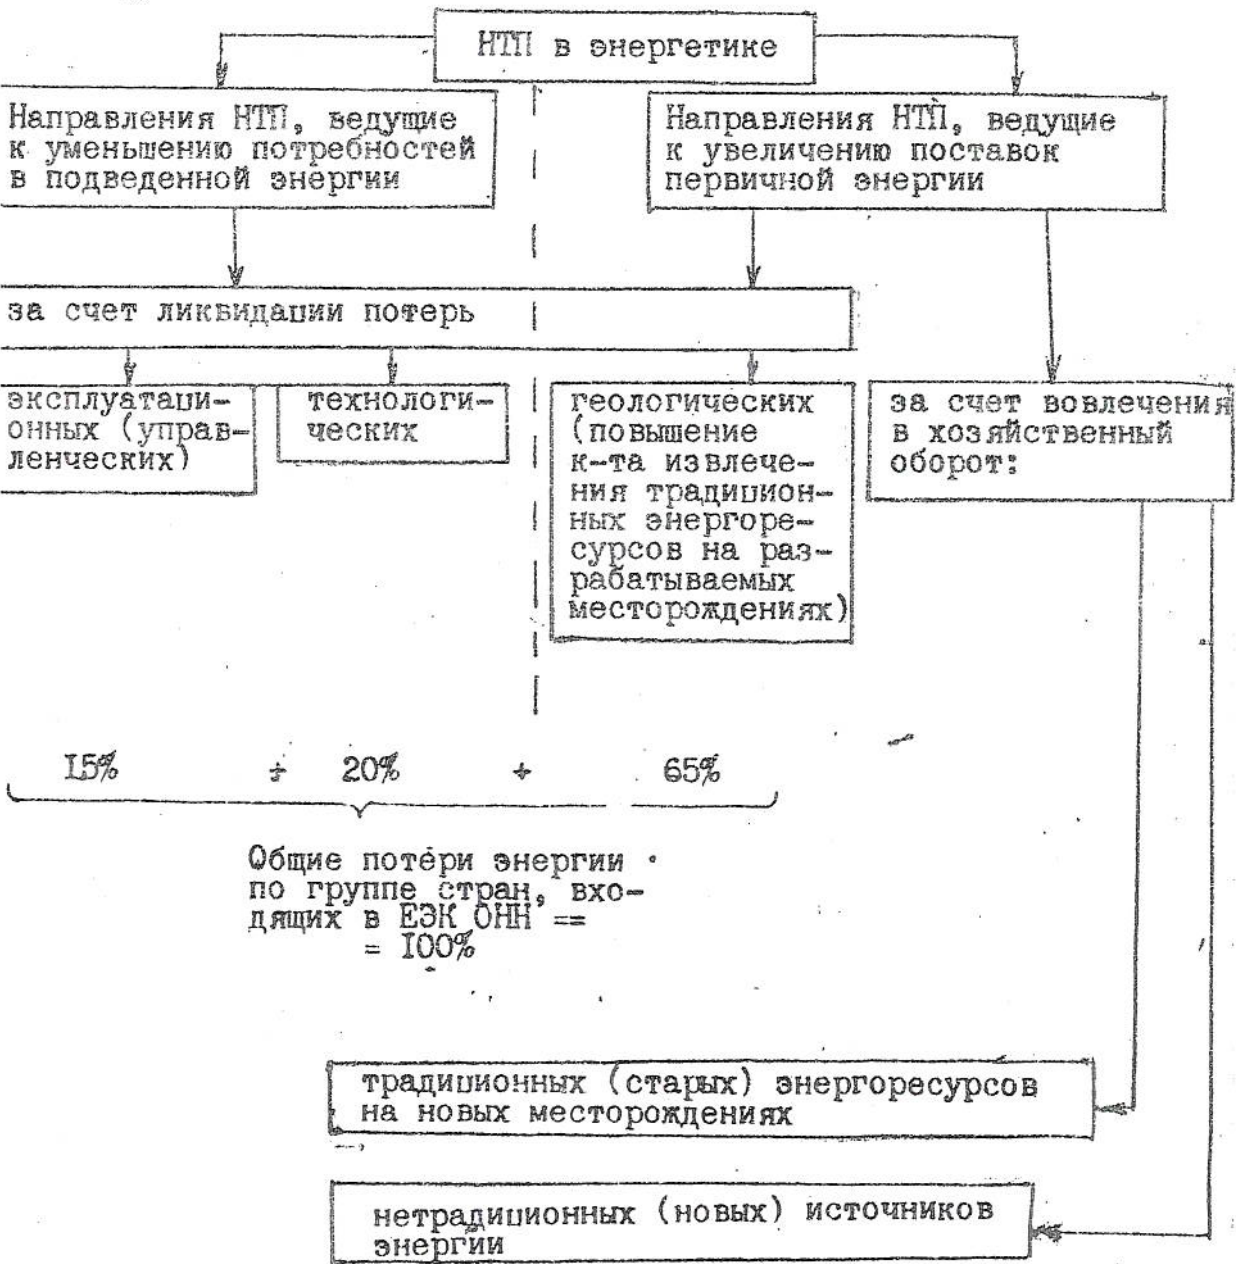 НТП в энергетике
Направления НТП, ведущие
к уменьшению потребностей
в подведенной энергии
Направления НТП, ведущие
к увеличению поставок
первичной энергии
за счет ликвидации потерь
эксплуатаци-
онных (управ-
ленческих)
технологи-
ческих
геологических
(повышение
к-та извлече-
ния традицион-
ных энергоре-
сурсов на раз-
рабатываемых
месторождениях)
за счет вовлечения
в хозяйственный
оборот:
I5% + 20% + 65%
Общие потери энергии
по группе стран, вхо-
дящих в ЕЭК ОНН ==
= I00%
традиционных (старых) энергоресурсов
на новых месторождениях
нетрадиционных (новых) источников
энергии